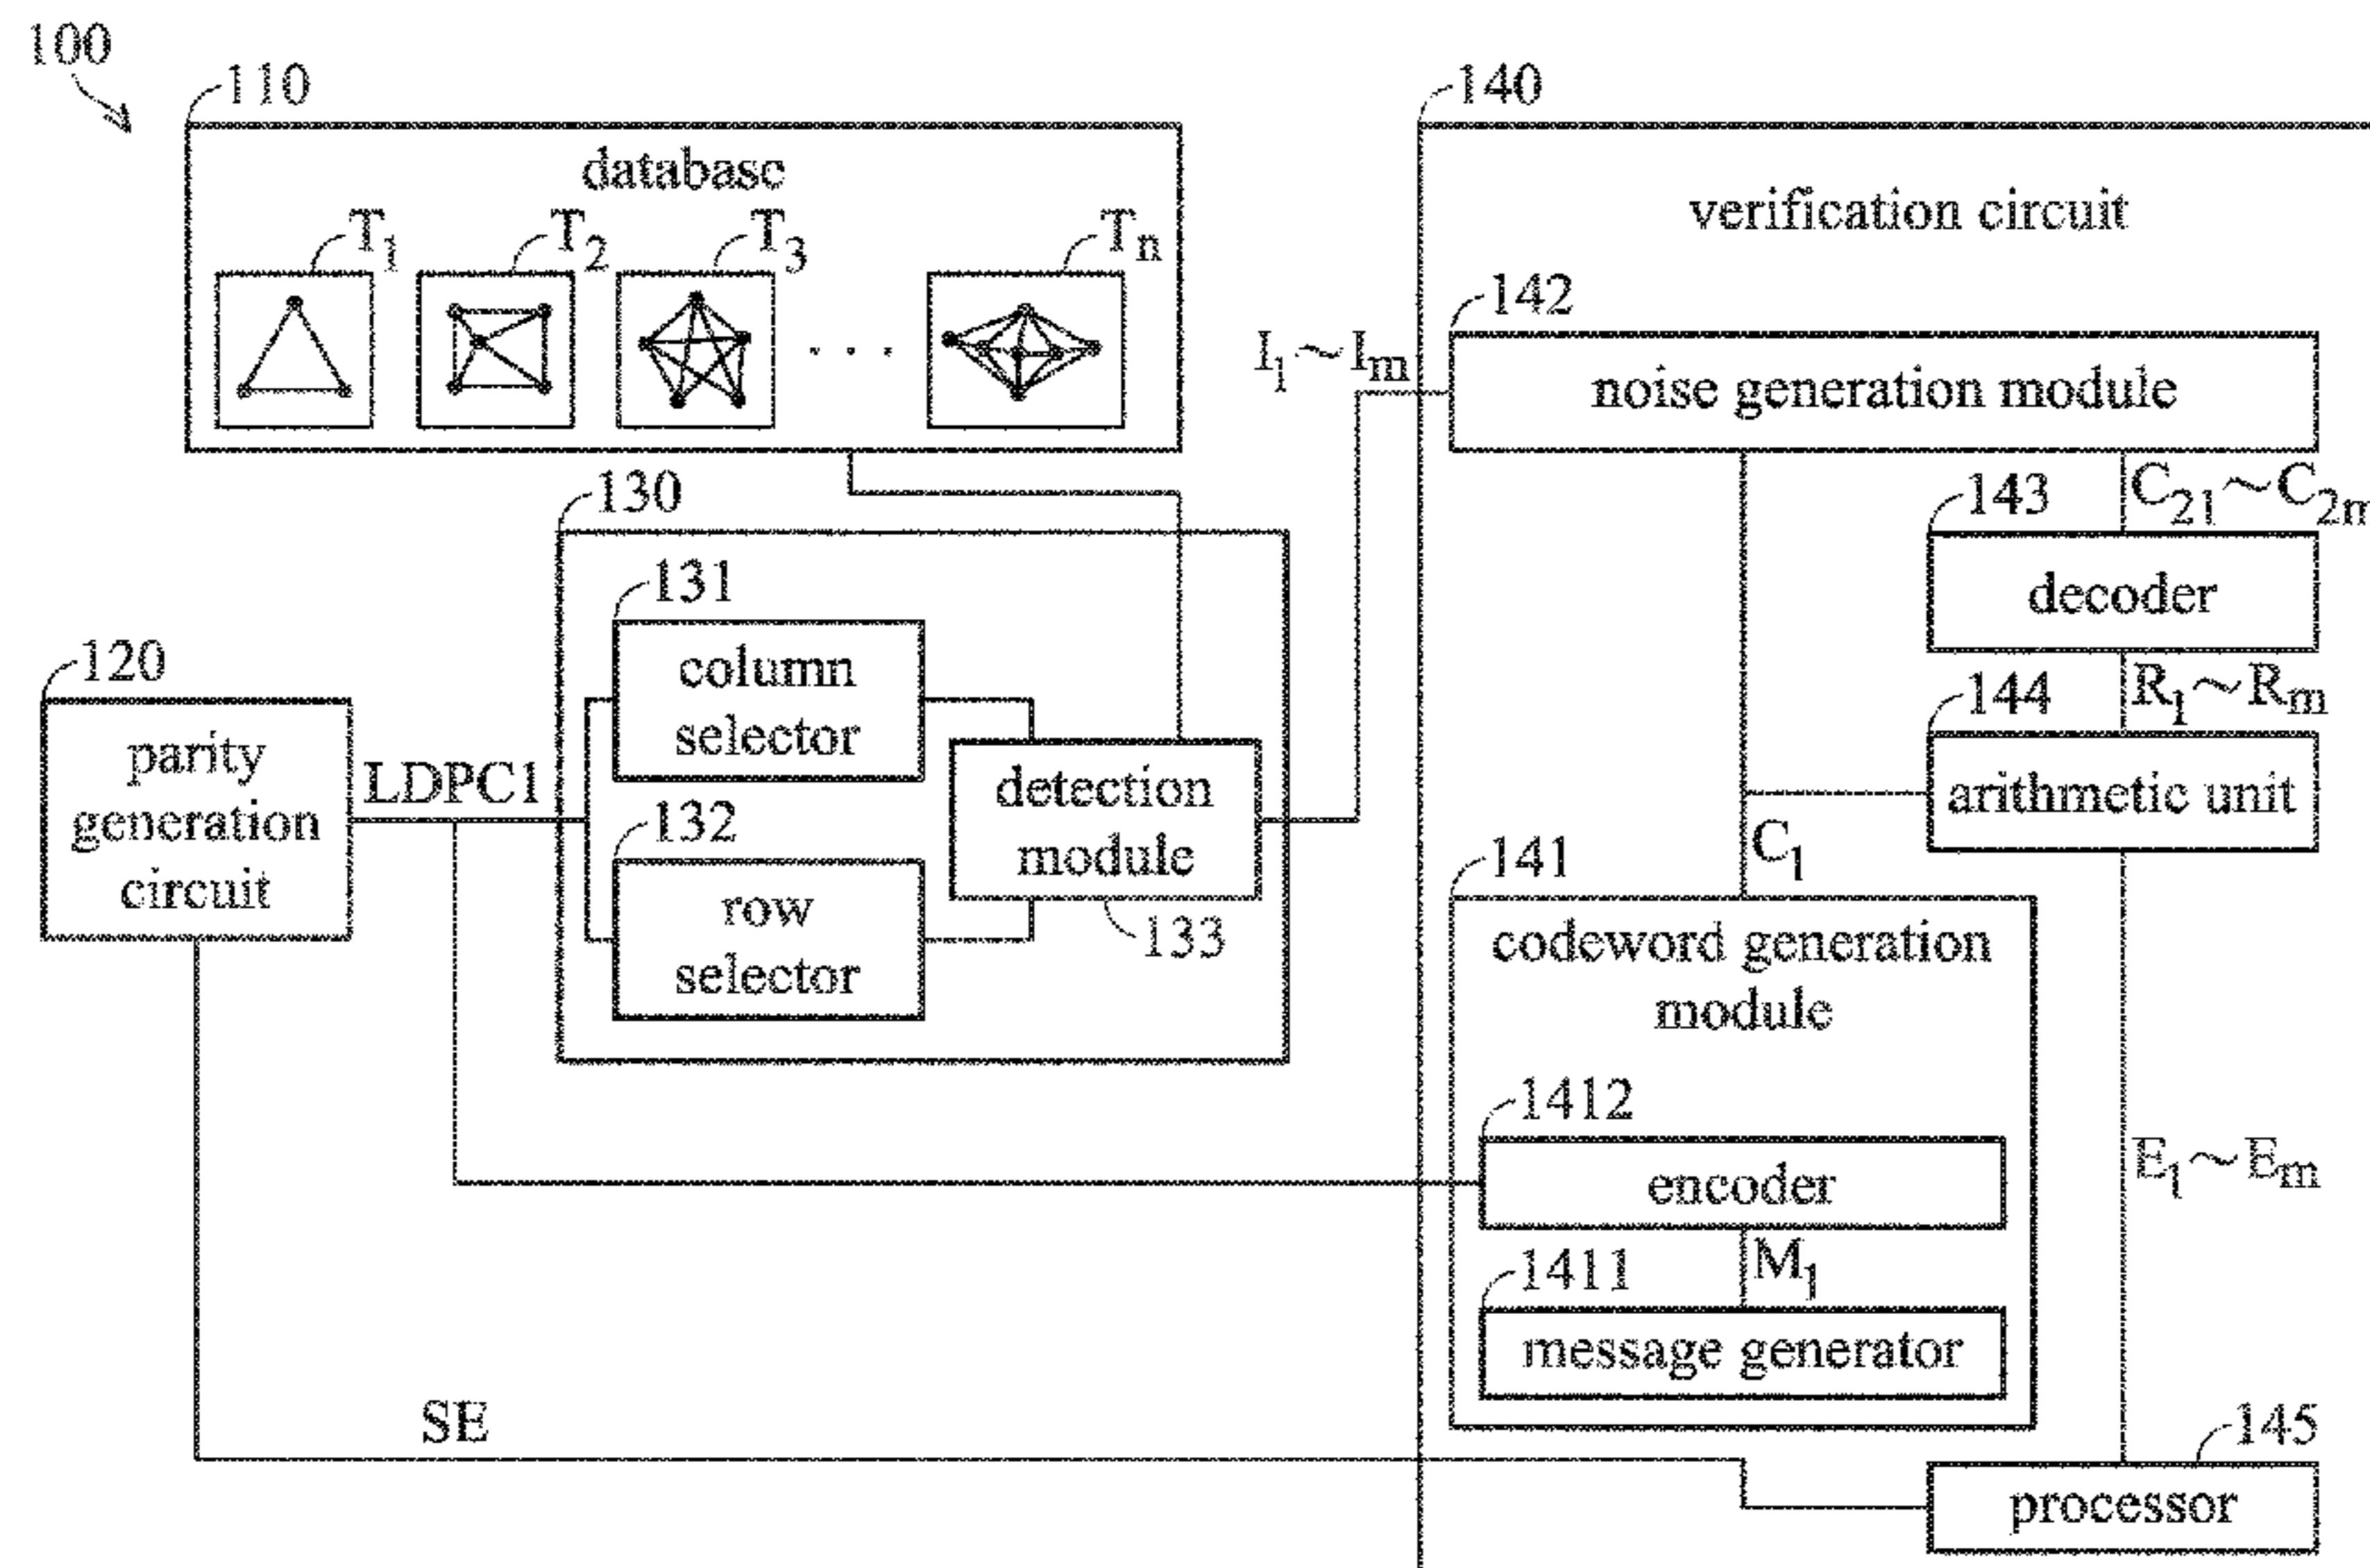 100
110
database
T1
T2
T3
. . .
Tn
140
verification circuit
142
noise generation module
I1~Im
C21~C2m
143
decoder
R1~Rm
144
arithmetic unit
130
131
column
selector
132
row
selector
detection
module
133
120
parity
generation
circuit
LDPC1
C1
141
codeword generation
module
1412
encoder
M1
1411
message generator
E1~Em
SE
145
processor